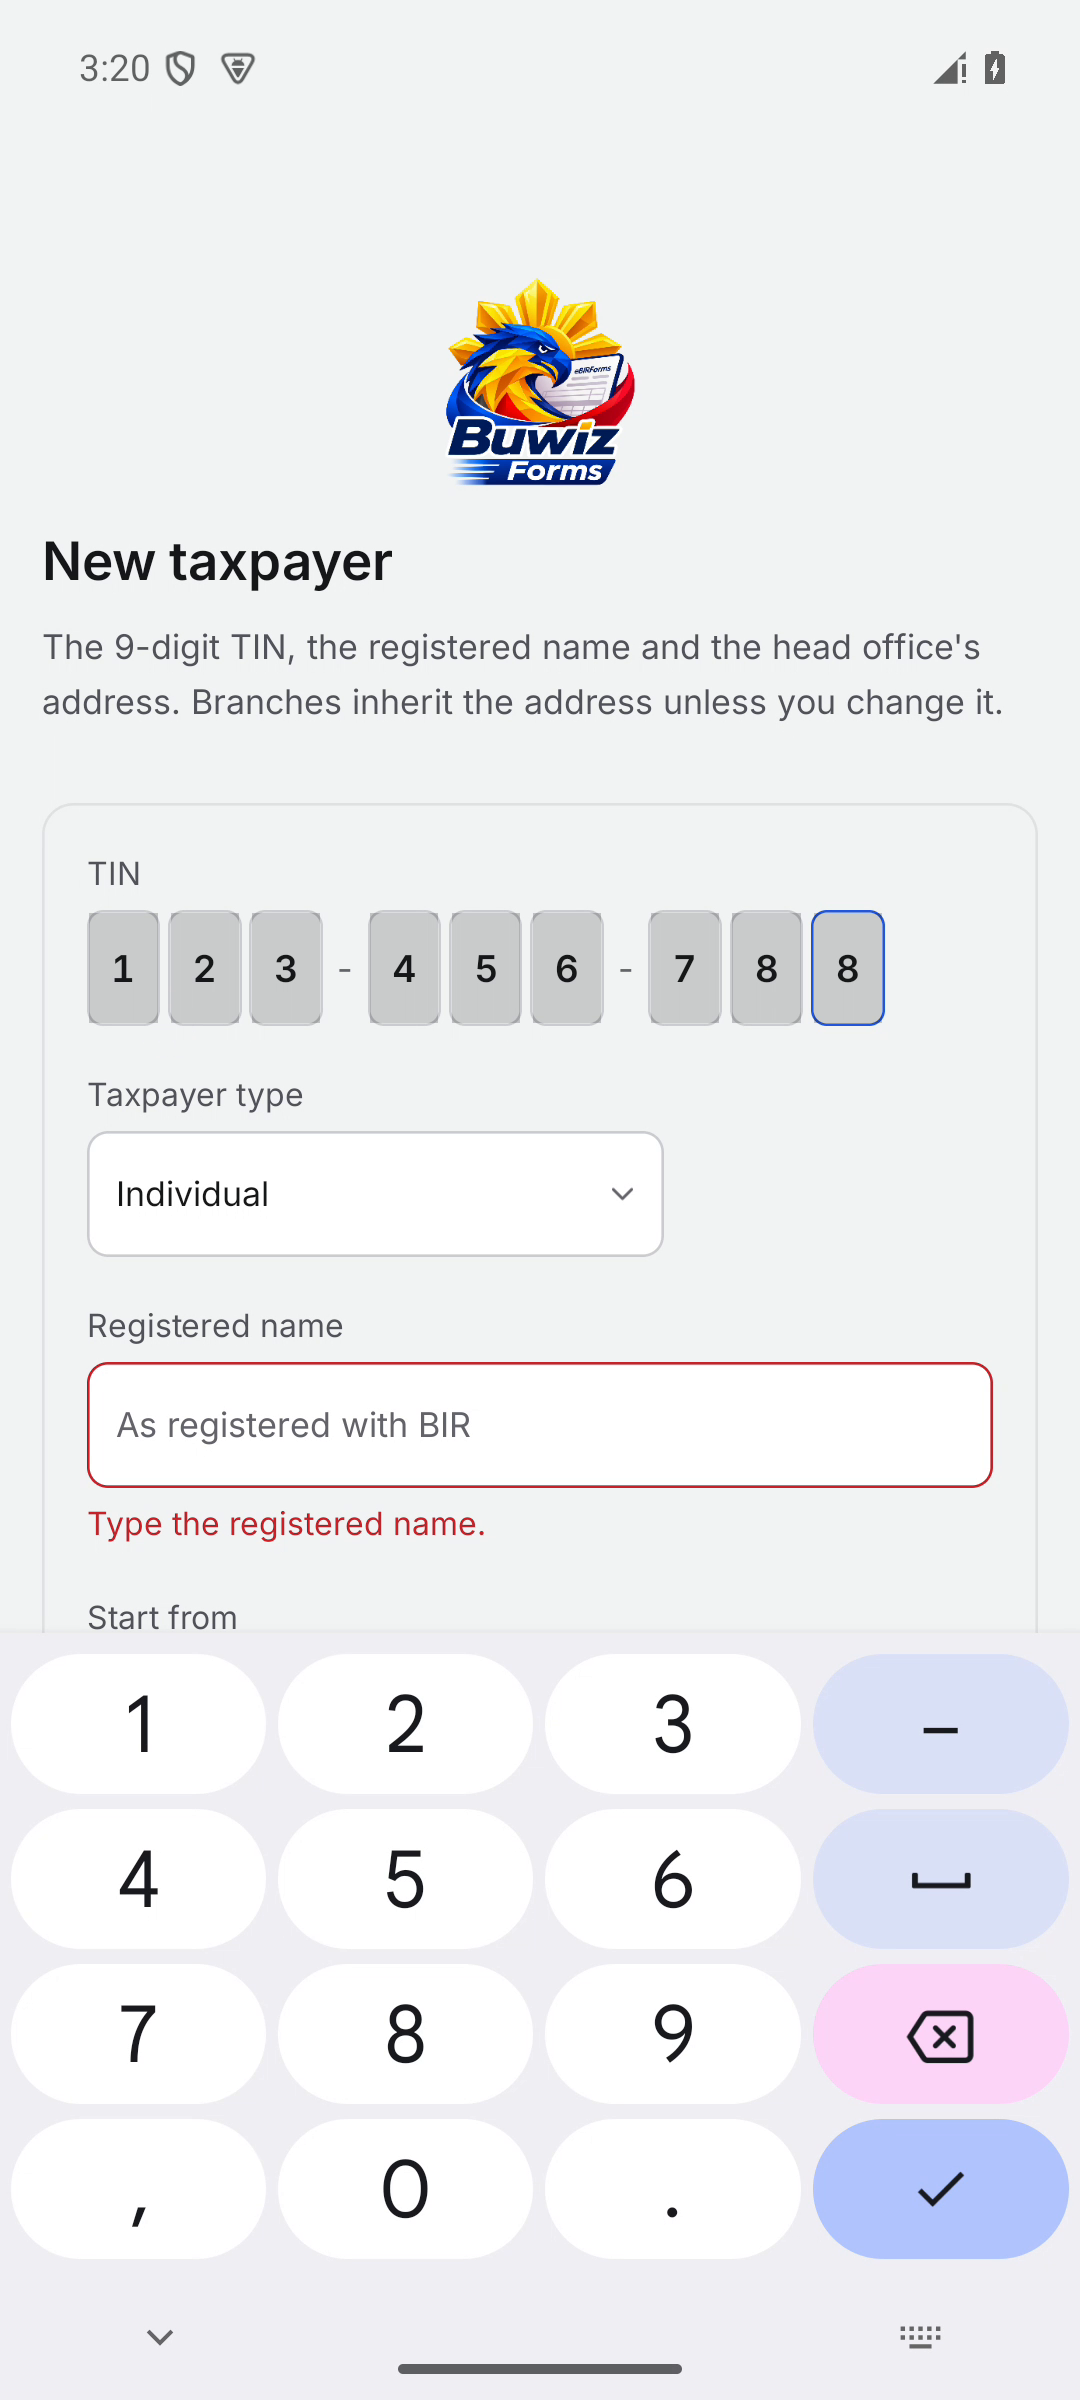 3:20
eBIRForms
Buwiz
Forms
New taxpayer
The 9-digit TIN, the registered name and the head office's
address. Branches inherit the address unless you change it.
TIN
1 2 3 - 4 5 6 - 7 8 8
Taxpayer type
Individual
Registered name
As registered with BIR
Type the registered name.
Start from
1 2 3 –
4 5 6
7 8 9
, 0 .